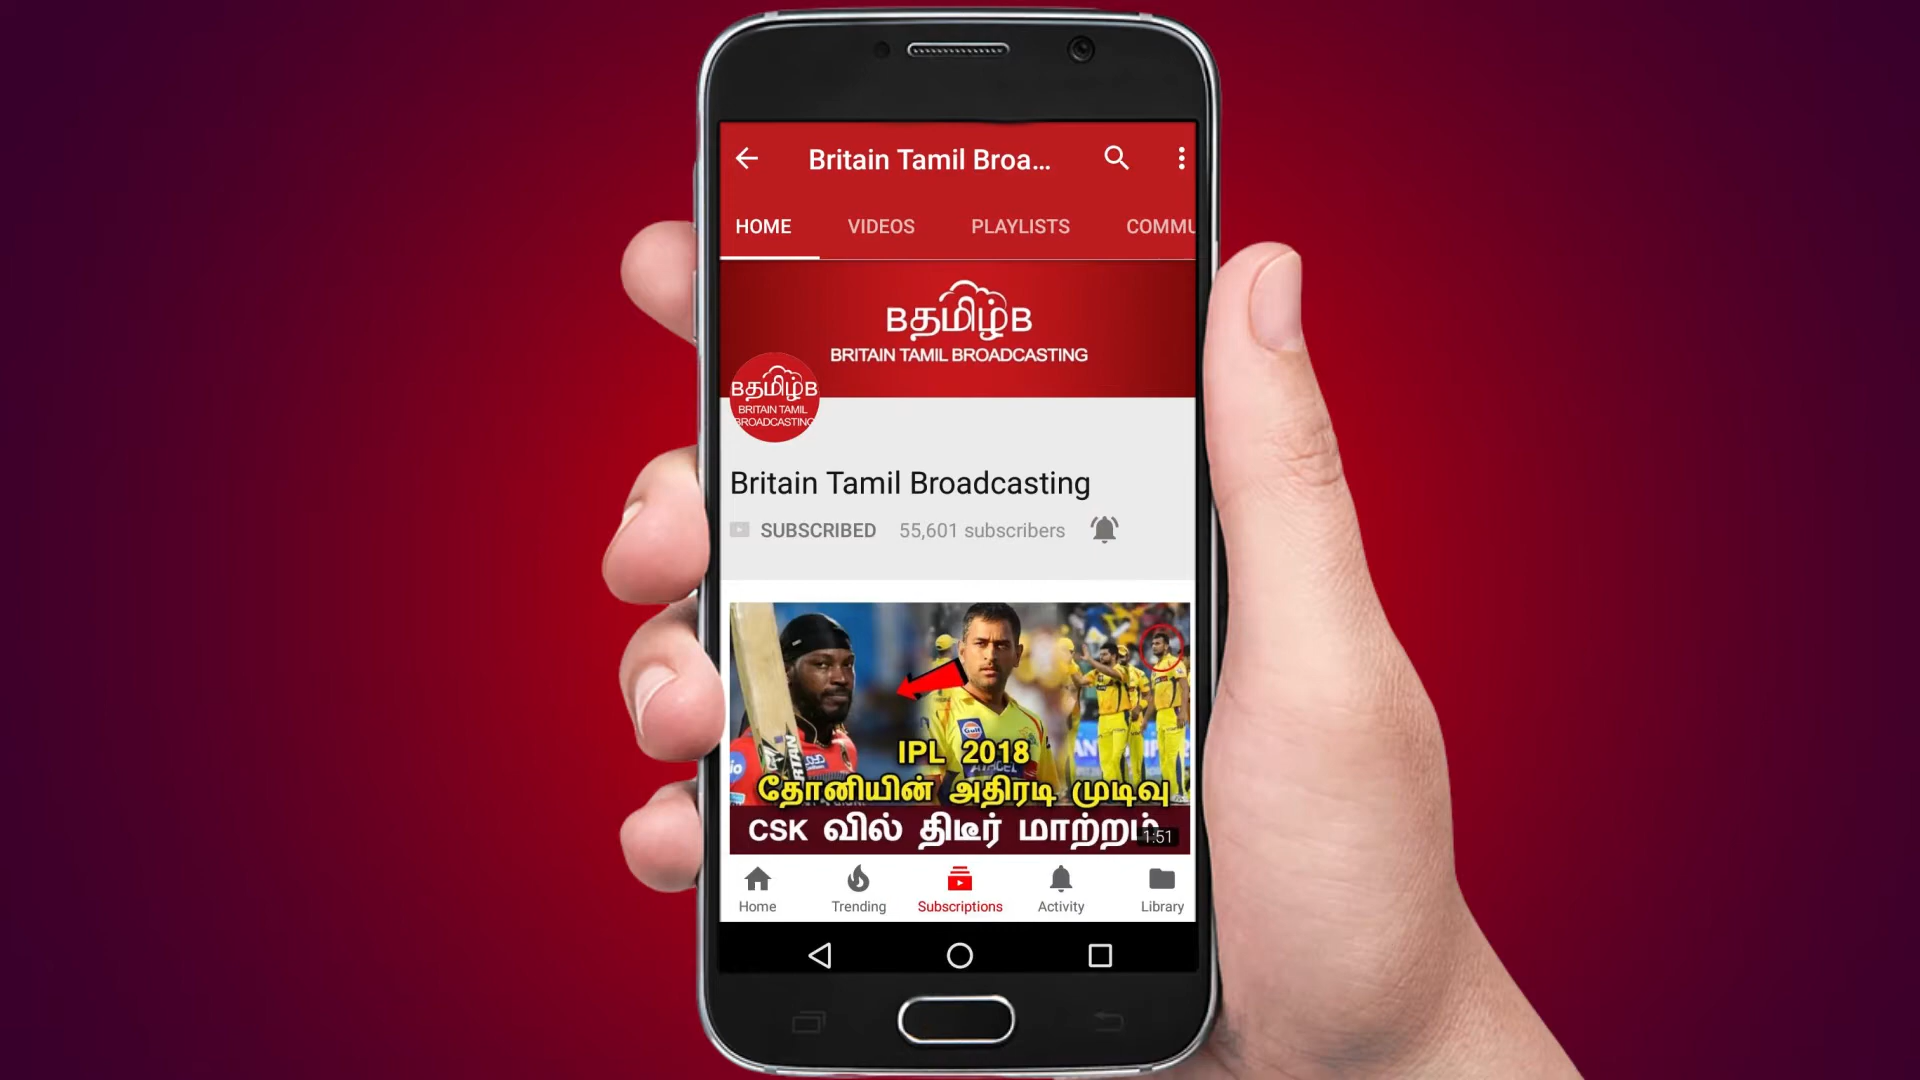 Britain Tamil Broa...
HOME VIDEOS PLAYLISTS COMMU
Bதமிழ்B
BRITAIN TAMIL BROADCASTING
Bதமிழ்B
BRITAIN TAMIL
BROADCASTING
Britain Tamil Broadcasting
SUBSCRIBED 55,601 subscribers
Gulf
IPL 2018
தோனியின் அதிரடி முடிவு
CSK வில் திடீர் மாற்றம்
1:51
Home Trending Subscriptions Activity Library